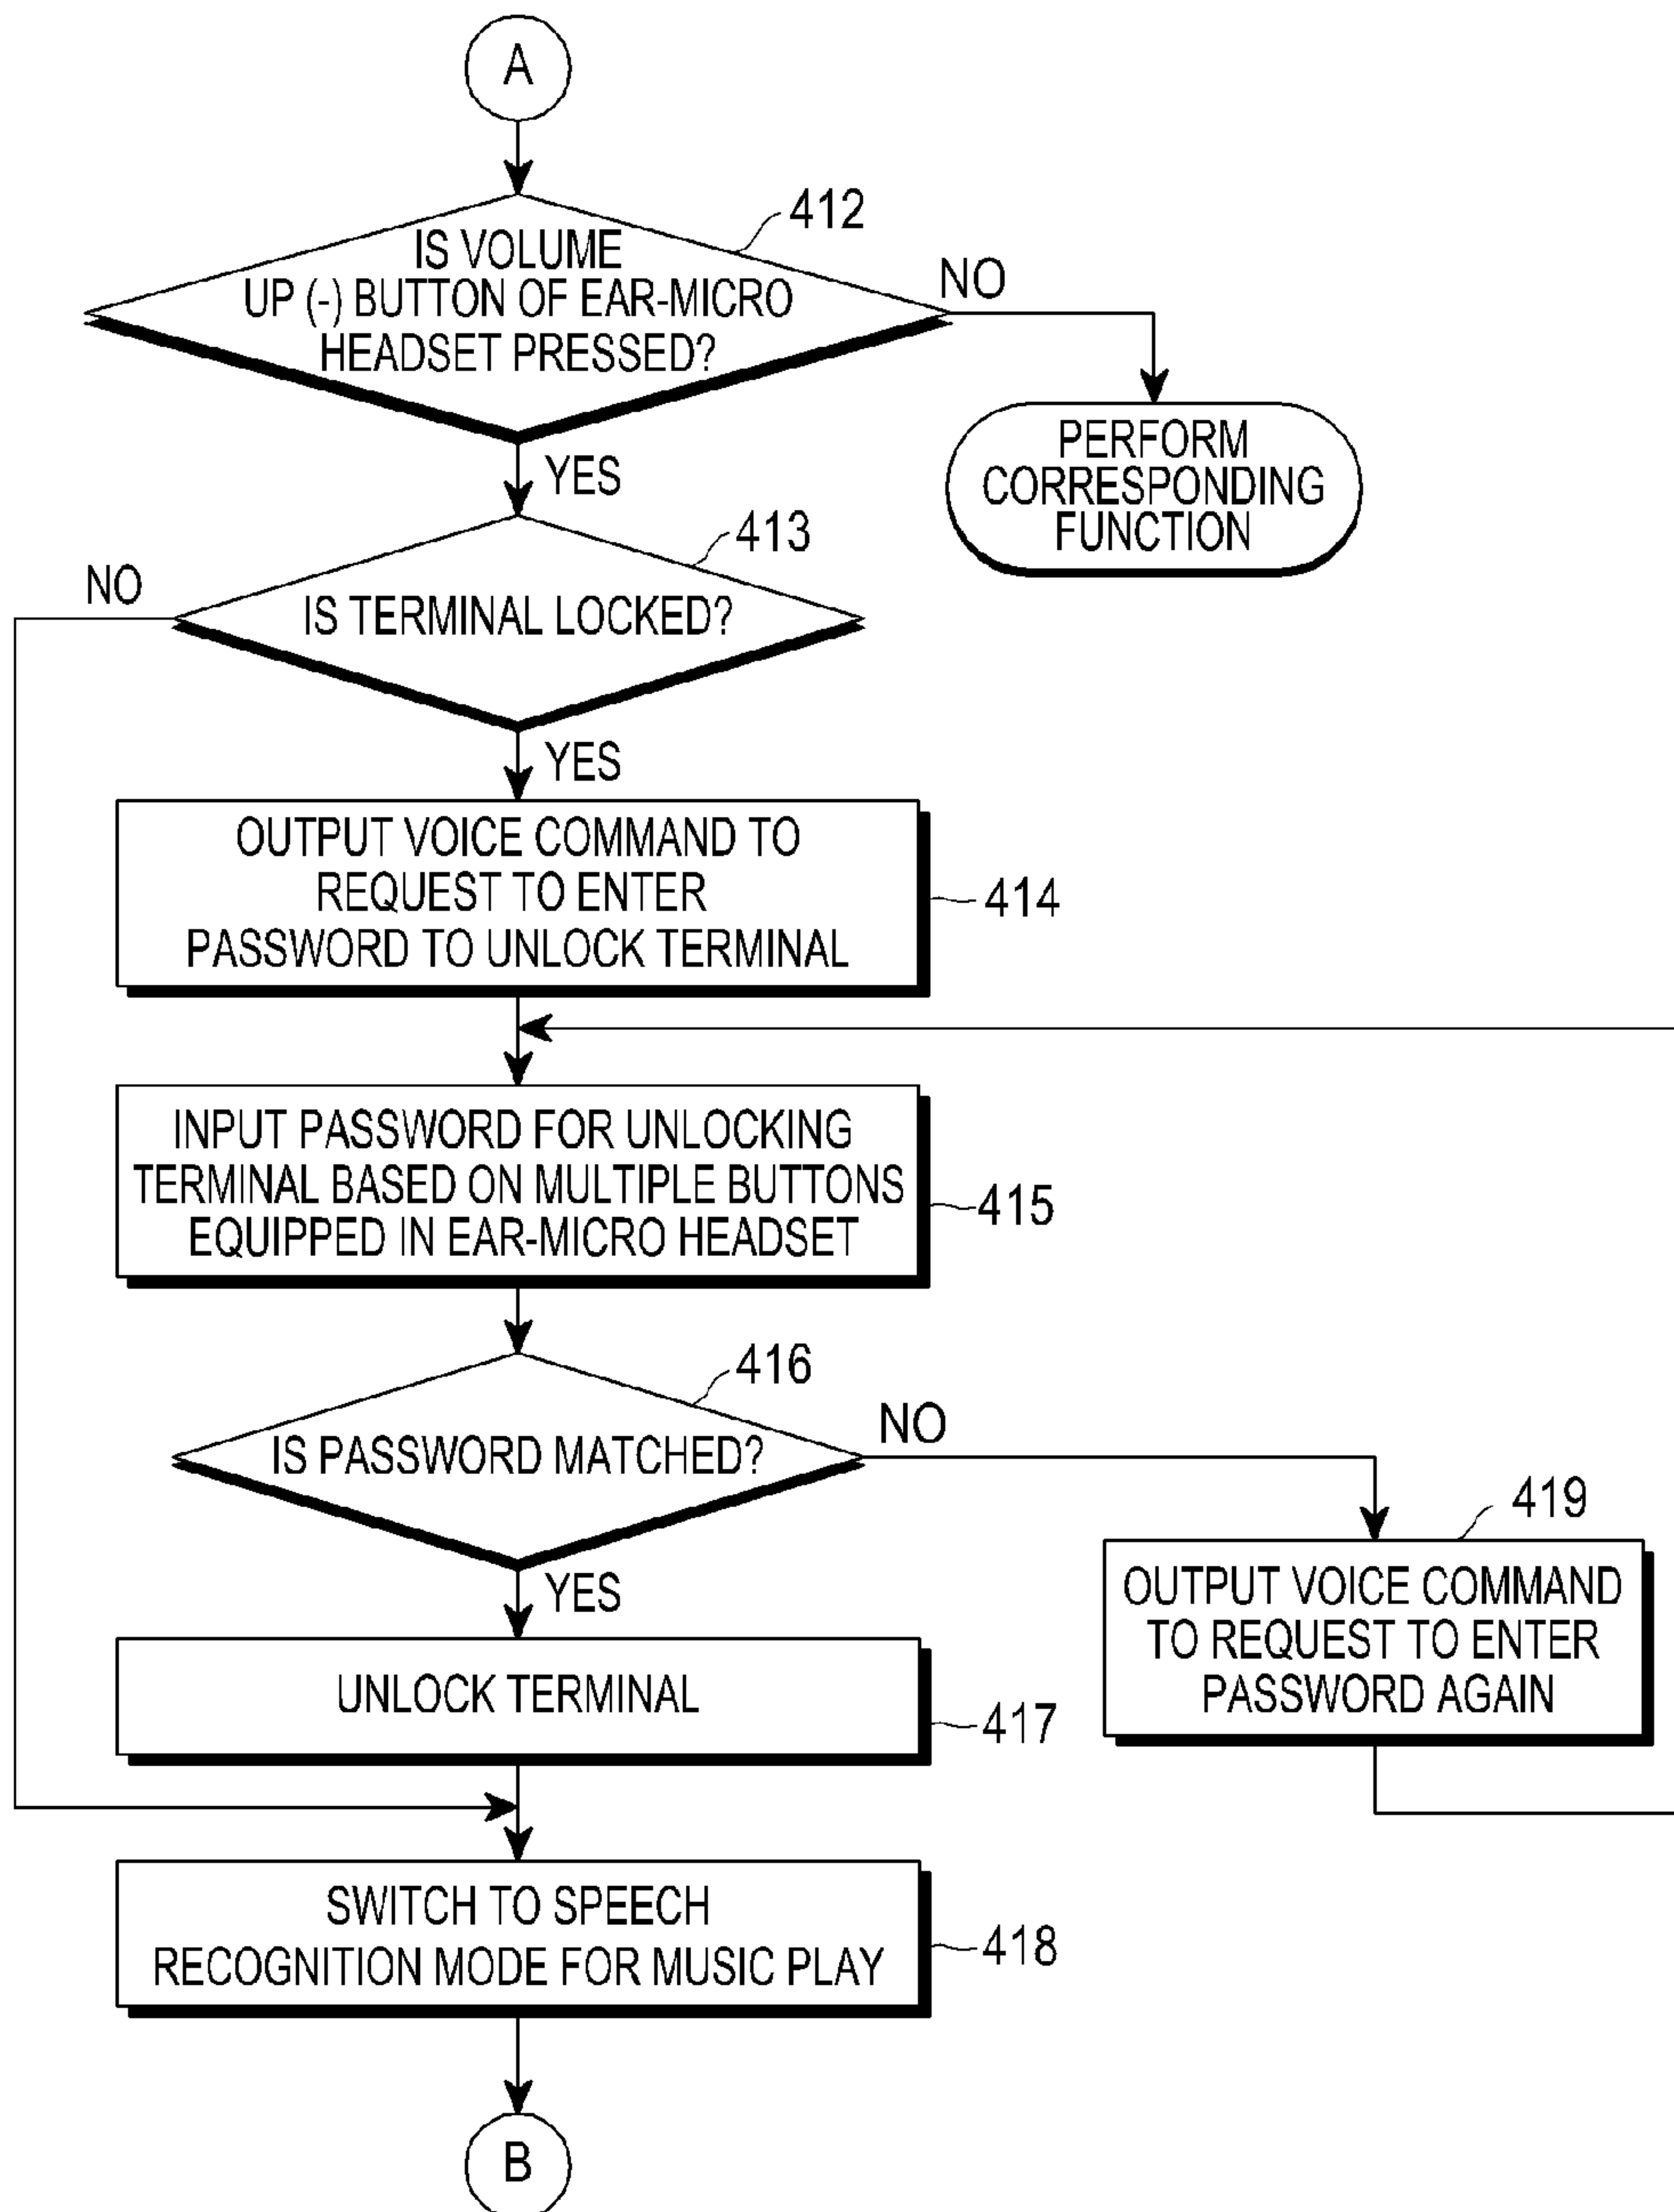 A
412
IS VOLUME
UP (-) BUTTON OF EAR-MICRO
HEADSET PRESSED?
NO
PERFORM
CORRESPONDING
FUNCTION
YES
413
NO
IS TERMINAL LOCKED?
YES
OUTPUT VOICE COMMAND TO
REQUEST TO ENTER
PASSWORD TO UNLOCK TERMINAL
414
INPUT PASSWORD FOR UNLOCKING
TERMINAL BASED ON MULTIPLE BUTTONS
EQUIPPED IN EAR-MICRO HEADSET
415
416
IS PASSWORD MATCHED?
NO
419
OUTPUT VOICE COMMAND
TO REQUEST TO ENTER
PASSWORD AGAIN
YES
UNLOCK TERMINAL
417
SWITCH TO SPEECH
RECOGNITION MODE FOR MUSIC PLAY
418
B